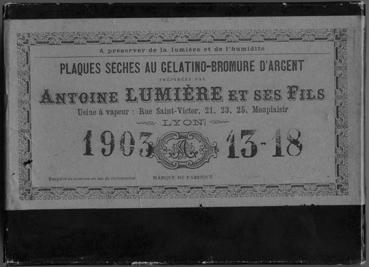 A préserver de la lumière et de l'humidité
PLAQUES SÈCHES AU GELATINO-BROMURE D'ARGENT
PRÉPARÉES PAR
ANTOINE LUMIÈRE ET SES FILS
Usine à vapeur : Rue Saint-Victor, 21, 23, 25, Monplaisir
LYON
1903 13-18
MARQUE DE FABRIQUE